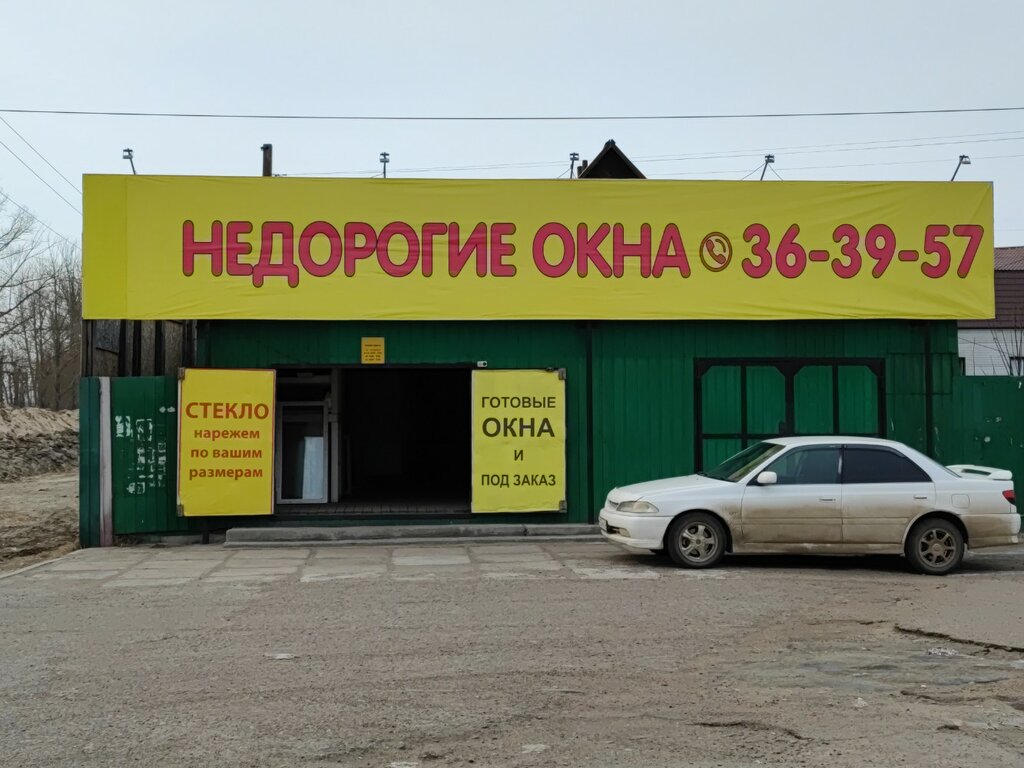 НЕДОРОГИЕ ОКНА 36-39-57
СТЕКЛО
нарежем
по вашим
размерам
ГОТОВЫЕ
ОКНА
И
ПОД ЗАКАЗ